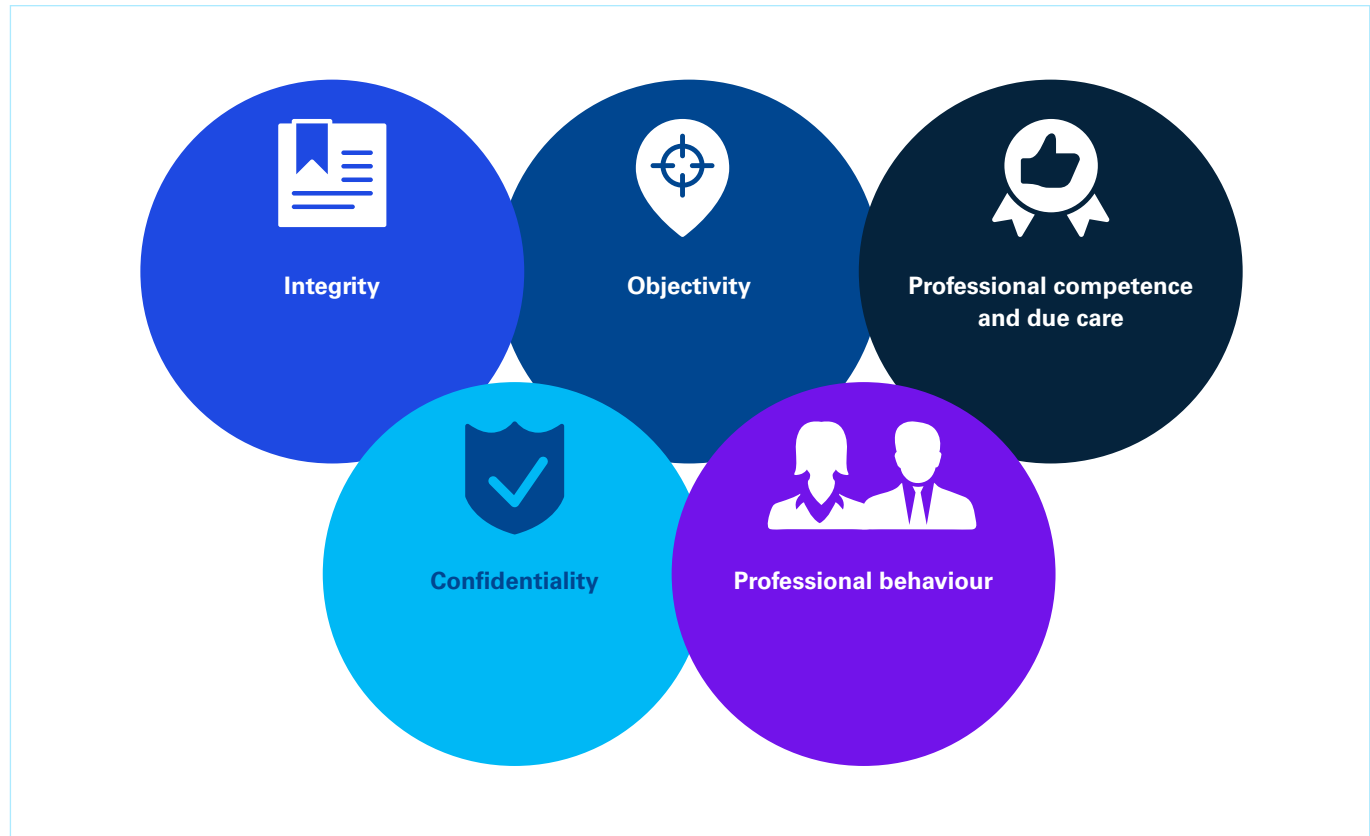 Integrity
Objectivity
Professional competence
and due care
Confidentiality
Professional behaviour